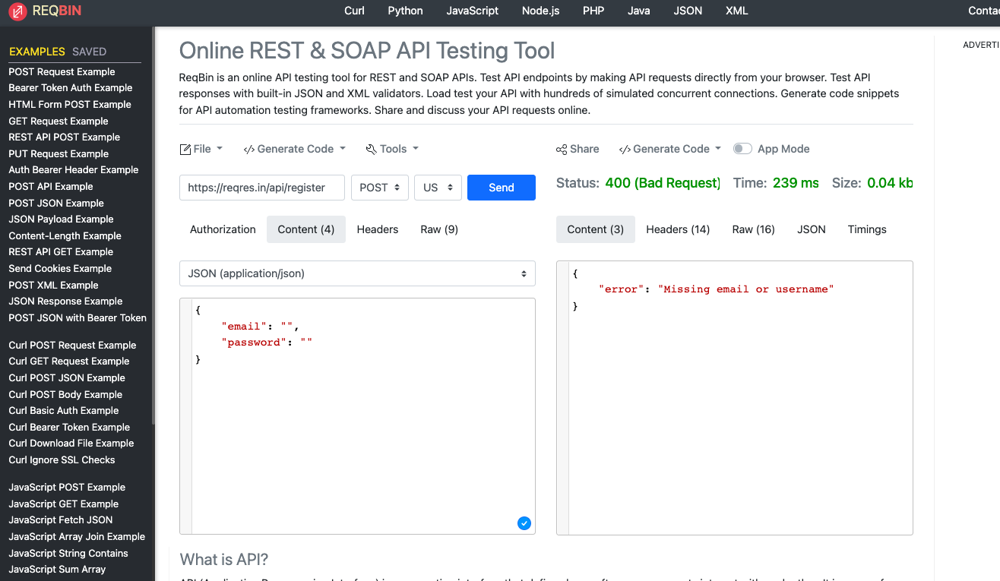 REQBIN
Curl Python JavaScript Node.js PHP Java JSON XML
EXAMPLES SAVED
POST Request Example
Bearer Token Auth Example
HTML Form POST Example
GET Request Example
REST API POST Example
PUT Request Example
Auth Bearer Header Example
POST API Example
POST JSON Example
JSON Payload Example
Content-Length Example
REST API GET Example
Send Cookies Example
POST XML Example
JSON Response Example
POST JSON with Bearer Token
Curl POST Request Example
Curl GET Request Example
Curl POST JSON Example
Curl POST Body Example
Curl Basic Auth Example
Curl Bearer Token Example
Curl Download File Example
Curl Ignore SSL Checks
JavaScript POST Example
JavaScript GET Example
JavaScript Fetch JSON
JavaScript Array Join Example
JavaScript String Contains
JavaScript Sum Array
Online REST & SOAP API Testing Tool
ReqBin is an online API testing tool for REST and SOAP APIs. Test API endpoints by making API requests directly from your browser. Test API
responses with built-in JSON and XML validators. Load test your API with hundreds of simulated concurrent connections. Generate code snippets
for API automation testing frameworks. Share and discuss your API requests online.
File Generate Code Tools
https://reqres.in/api/register POST US Send
Authorization Content (4) Headers Raw (9)
JSON (application/json)
{
"email": "",
"password": ""
}
Share Generate Code App Mode
Status: 400 (Bad Request) Time: 239 ms Size: 0.04 kb
Content (3) Headers (14) Raw (16) JSON Timings
{
"error": "Missing email or username"
}
What is API?